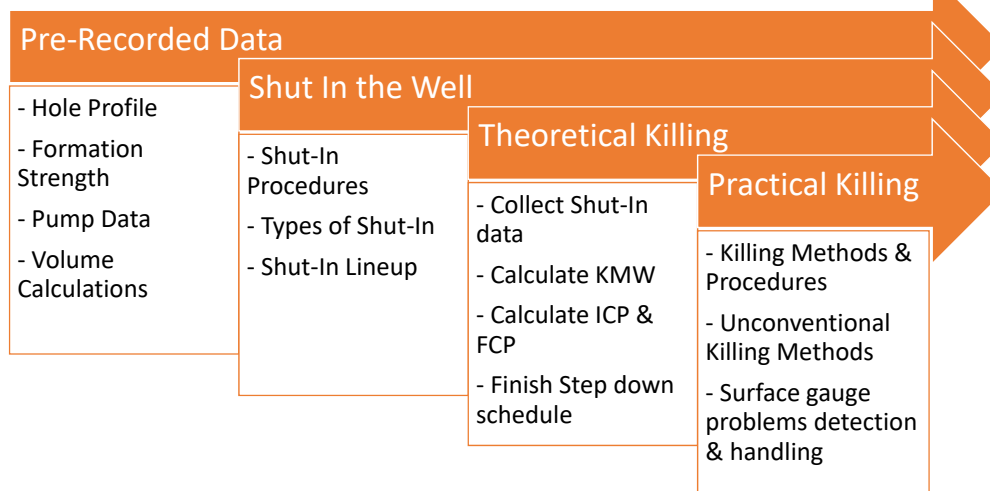 Pre-Recorded Data
- Hole Profile
- Formation
Strength
- Pump Data
- Volume
Calculations
Shut In the Well
- Shut-In
Procedures
- Types of Shut-In
- Shut-In Lineup
Theoretical Killing
- Collect Shut-In
data
- Calculate KMW
- Calculate ICP &
FCP
- Finish Step down
schedule
Practical Killing
- Killing Methods &
Procedures
- Unconventional
Killing Methods
- Surface gauge
problems detection
& handling